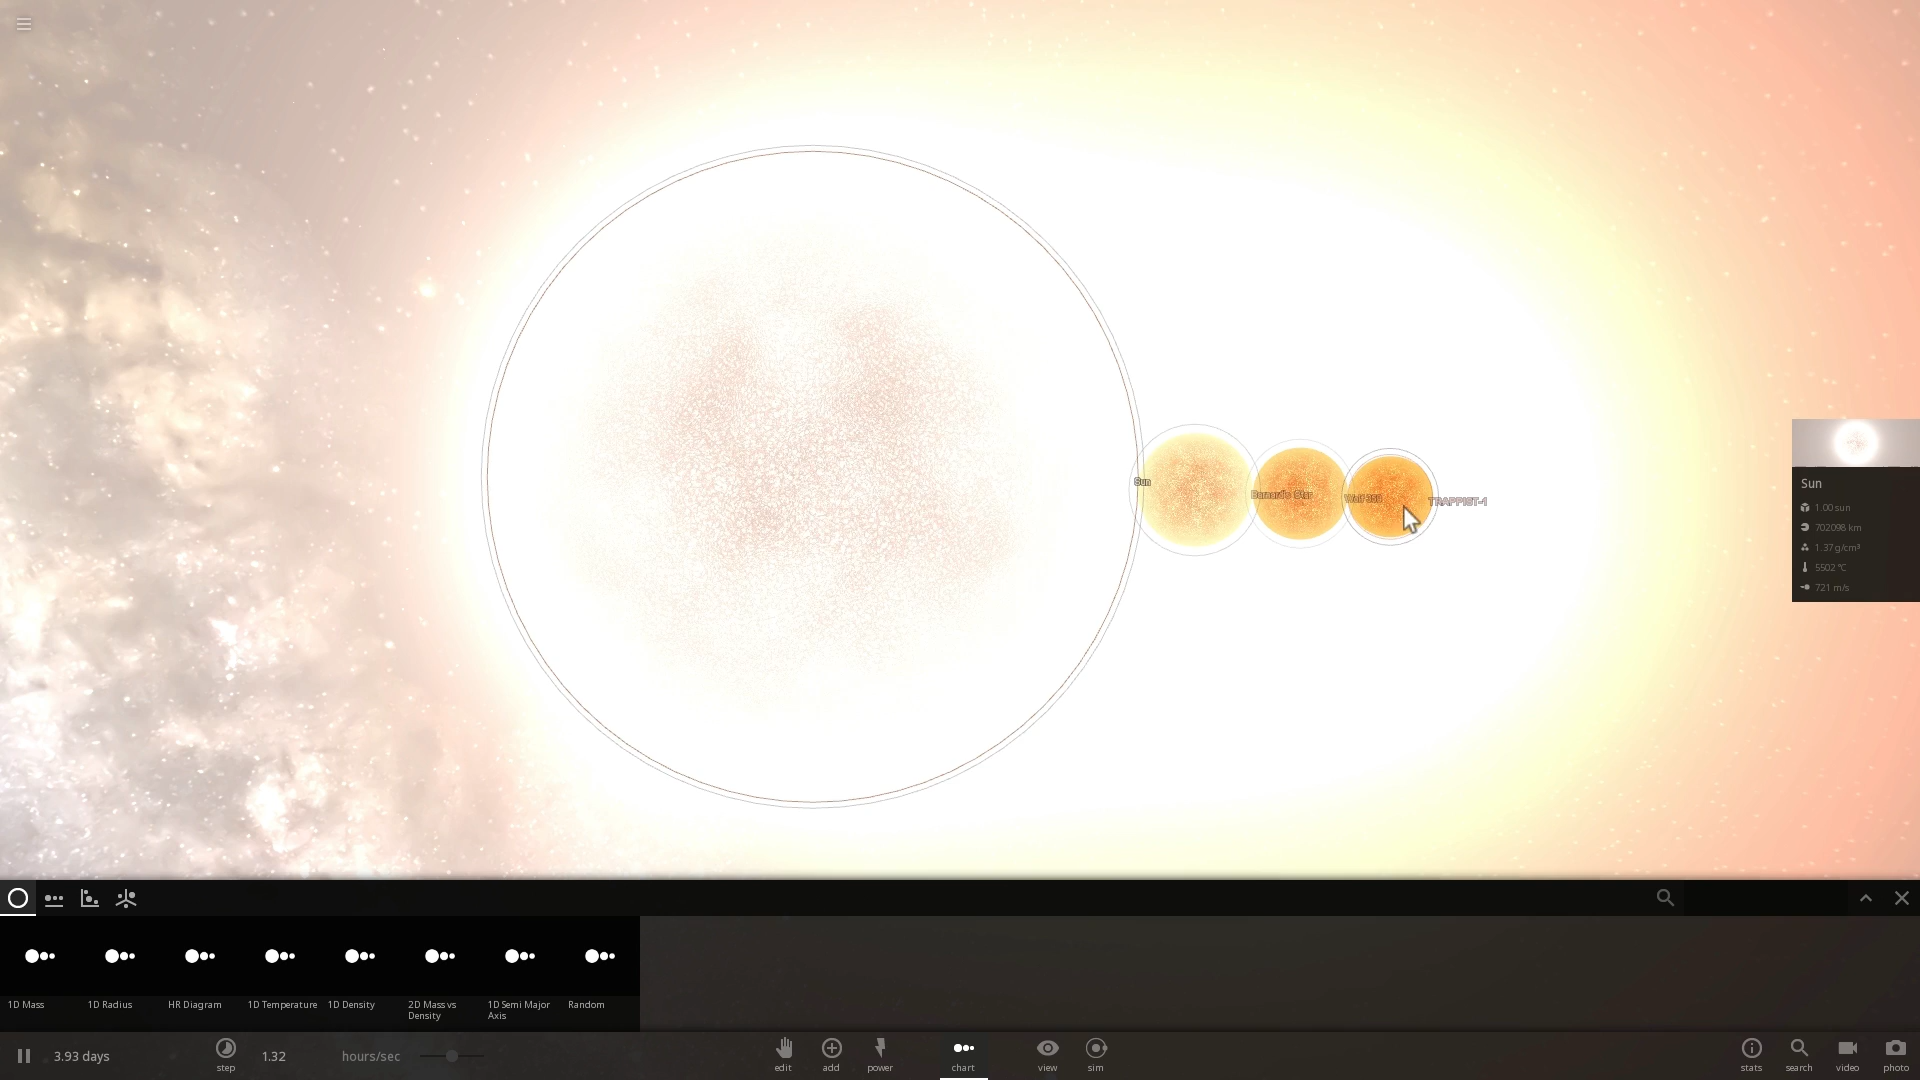 Sun
Barnard's Star
Wolf 359
TRAPPIST-1
Sun
1.00 sun
702098 km
1.37 g/cm³
5502 °C
721 m/s
1D Mass
1D Radius
HR Diagram
1D Temperature
1D Density
2D Mass vs
Density
1D Semi Major
Axis
Random
3.93 days
step
1.32
hours/sec
edit
add
power
chart
view
sim
stats
search
video
photo